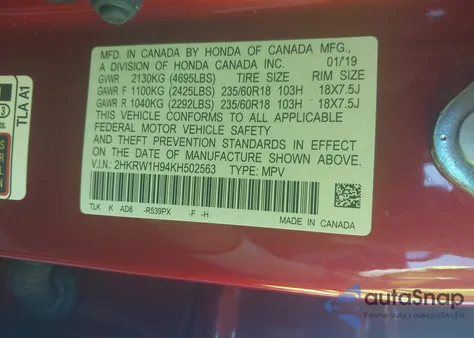 MFD. IN CANADA BY HONDA OF CANADA MFG.,
A DIVISION OF HONDA CANADA INC. 01/19
GVWR 2130KG (4695LBS) TIRE SIZE RIM SIZE
GAWR F 1100KG (2425LBS) 235/60R18 103H 18X7.5J
GAWR R 1040KG (2292LBS) 235/60R18 103H 18X7.5J
THIS VEHICLE CONFORMS TO ALL APPLICABLE
FEDERAL MOTOR VEHICLE SAFETY
AND THEFT PREVENTION STANDARDS IN EFFECT
ON THE DATE OF MANUFACTURE SHOWN ABOVE.
V.I.N.: 2HKRW1H94KH502563 TYPE: MPV
TLK K AD8 -R539PX -F -H MADE IN CANADA
TLA A1
autoSnap